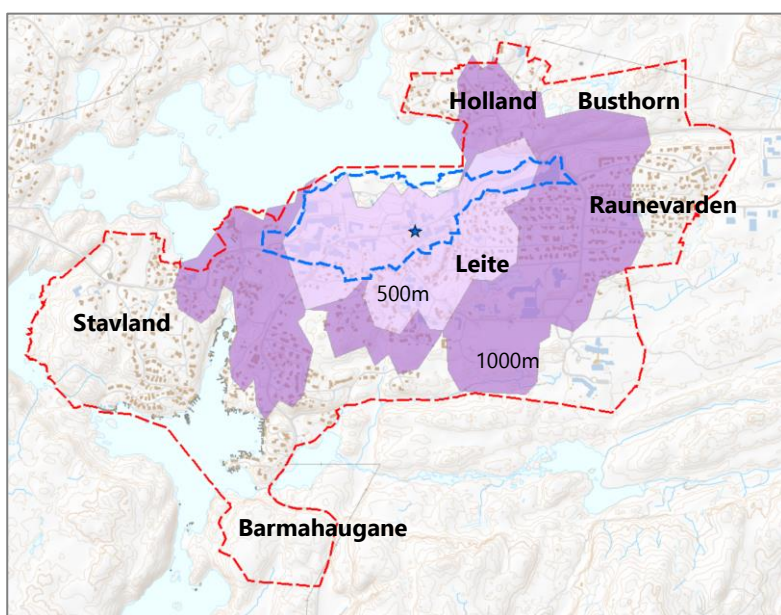 Holland
Busthorn
Raunevarden
Leite
500m
Stavland
1000m
Barmahaugane